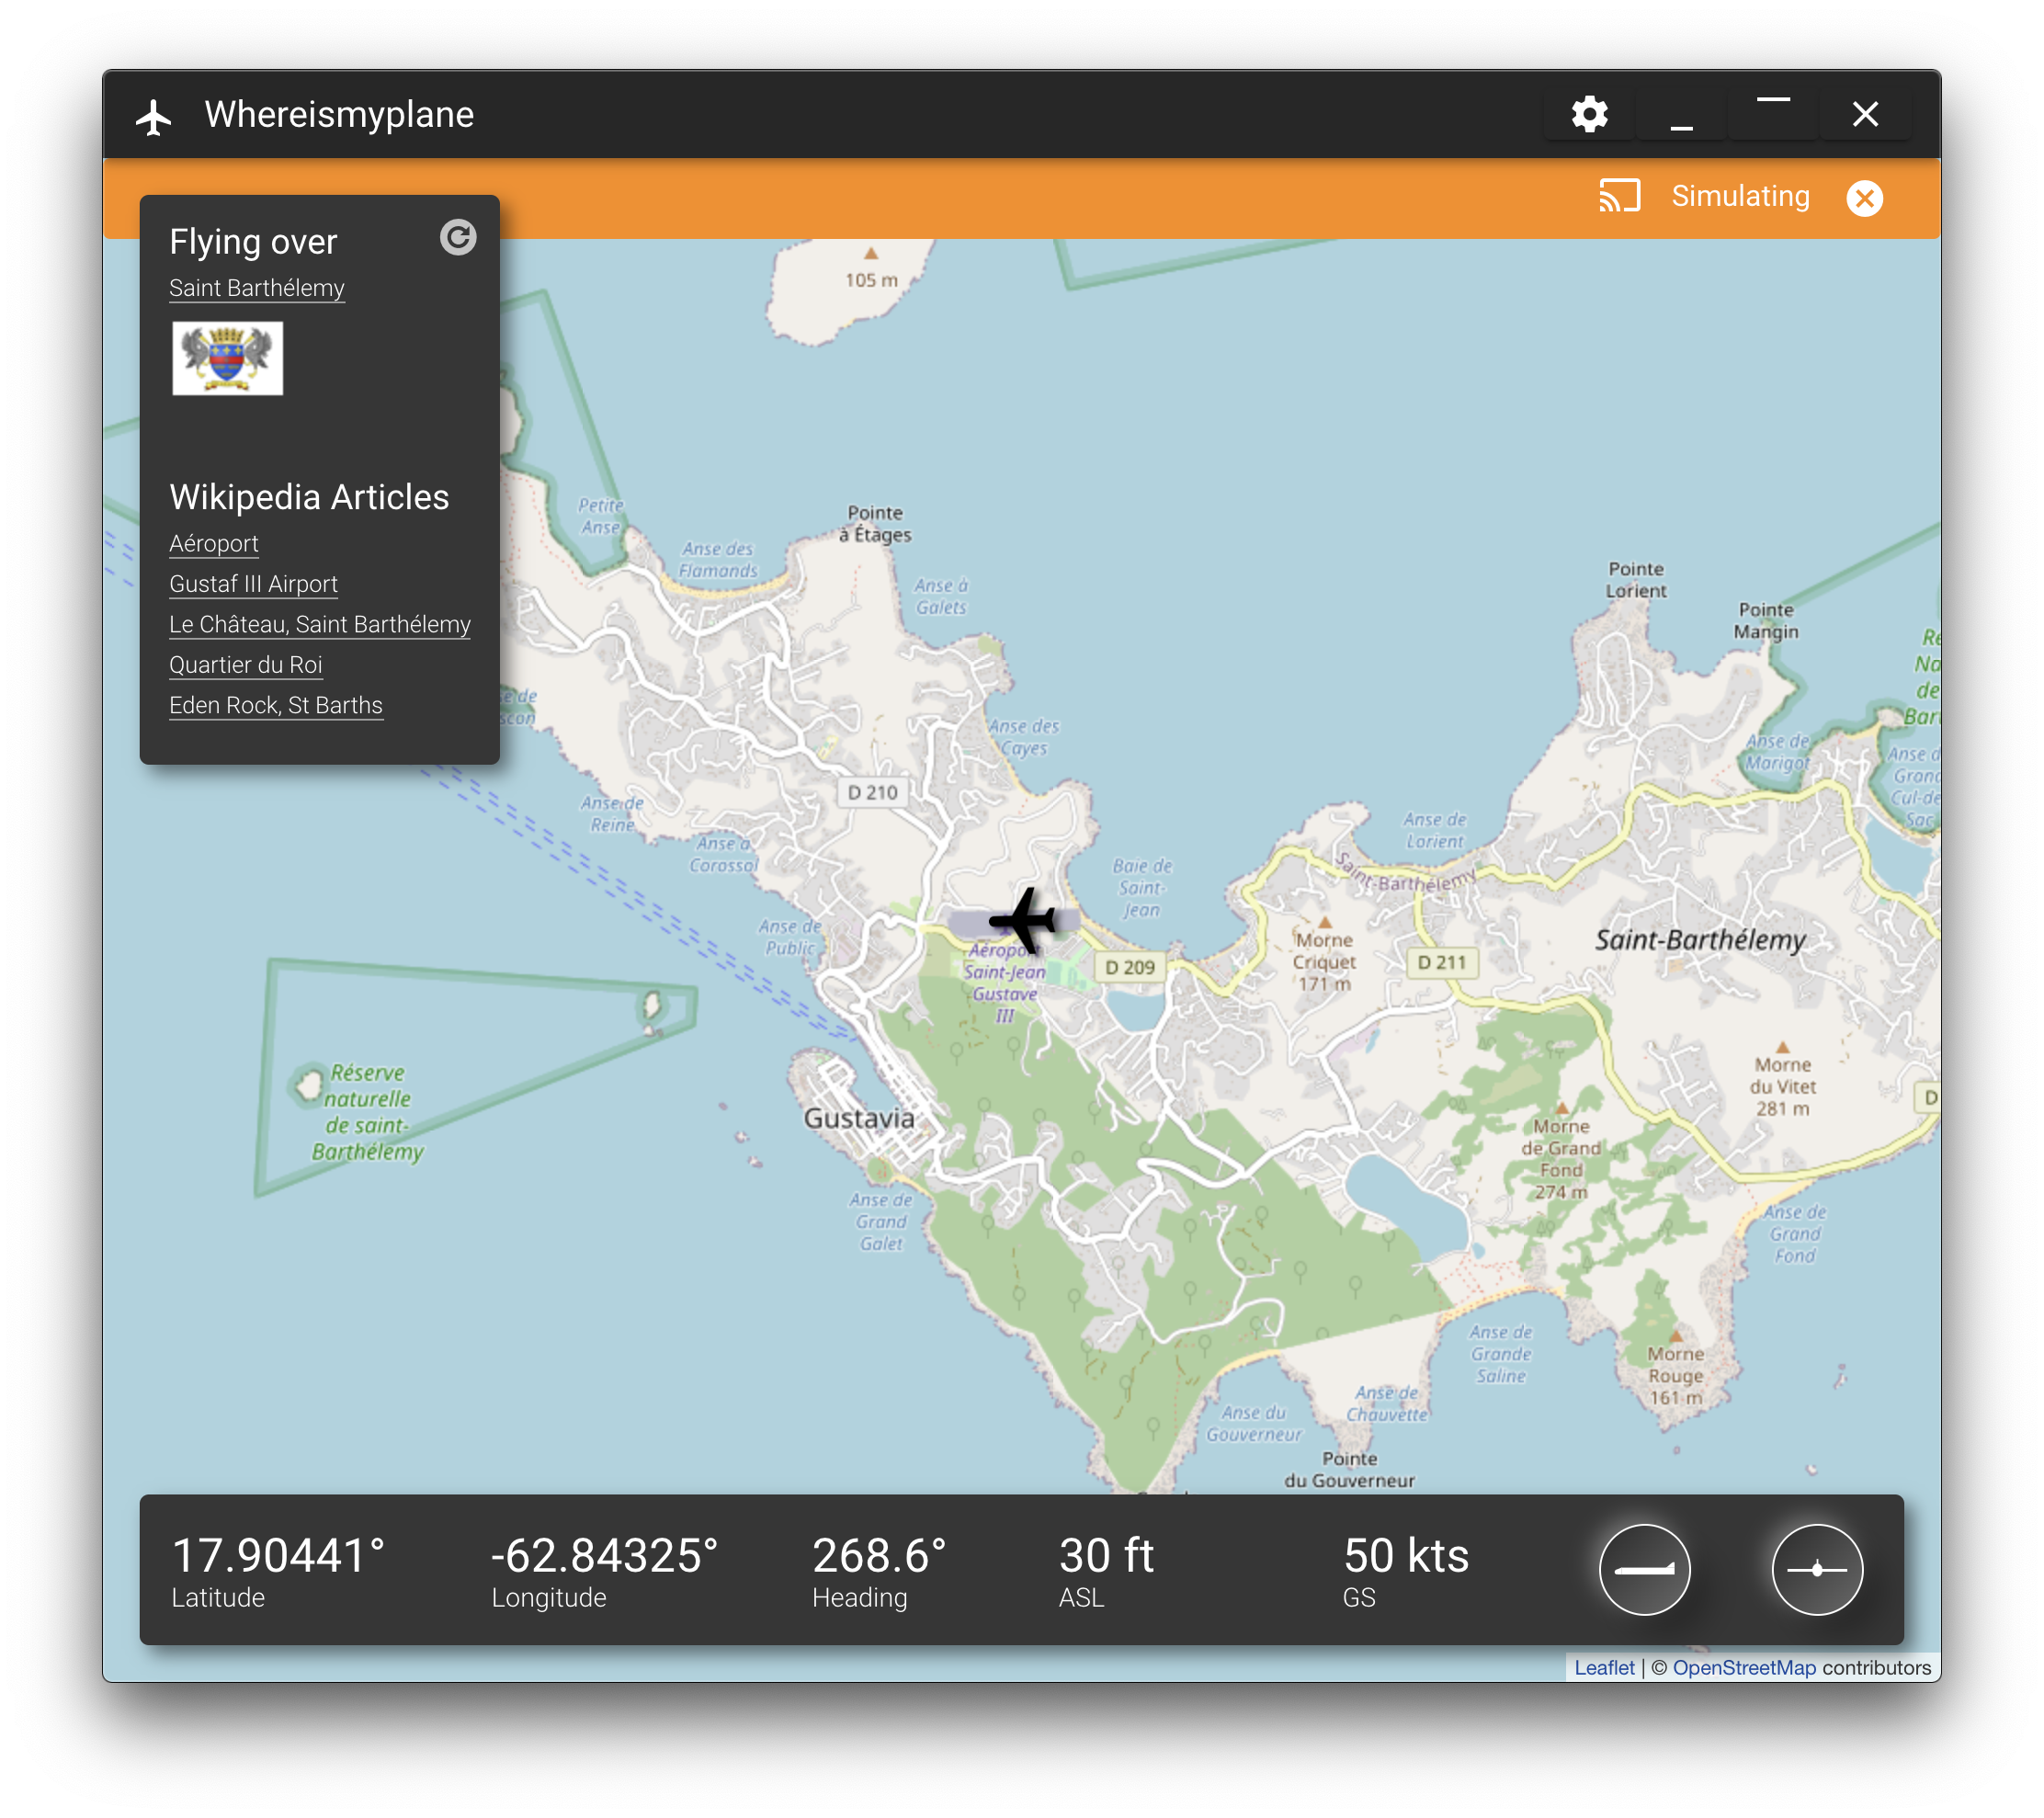 Whereismyplane
Simulating
Flying over
Saint Barthélemy
Wikipedia Articles
Aéroport
Gustaf III Airport
Le Château, Saint Barthélemy
Quartier du Roi
Eden Rock, St Barths
105 m
Petite
Anse
Anse des
Flamands
Pointe
à Étages
Anse à
Galets
Pointe
Lorient
Pointe
Mangin
Anse des
Cayes
Anse de
Marigot
D 210
Anse de
Reine
Anse à
Corossol
Anse de
Lorient
Baie de
Saint-
Jean
Saint-Barthélemy
Anse de
Public
Aéroport
Saint-Jean
Gustave
III
D 209
Morne
Criquet
171 m
D 211
Saint-Barthélemy
Réserve
naturelle
de saint-
Barthélemy
Gustavia
Morne
du Vitet
281 m
Morne
de Grand
Fond
274 m
Anse de
Grand
Galet
Anse de
Grand
Fond
Anse de
Grande
Saline
Morne
Rouge
161 m
Anse de
Chauvette
Anse du
Gouverneur
Pointe
du Gouverneur
17.90441°
Latitude
-62.84325°
Longitude
268.6°
Heading
30 ft
ASL
50 kts
GS
Leaflet | © OpenStreetMap contributors